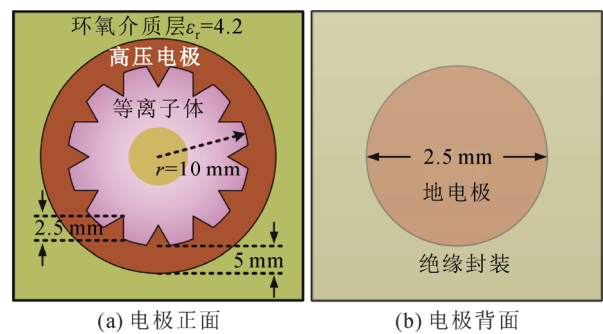 环氧介质层εr=4.2
高压电极
等离子体
r=10 mm
2.5 mm
5 mm
(a) 电极正面
2.5 mm
地电极
绝缘封装
(b) 电极背面